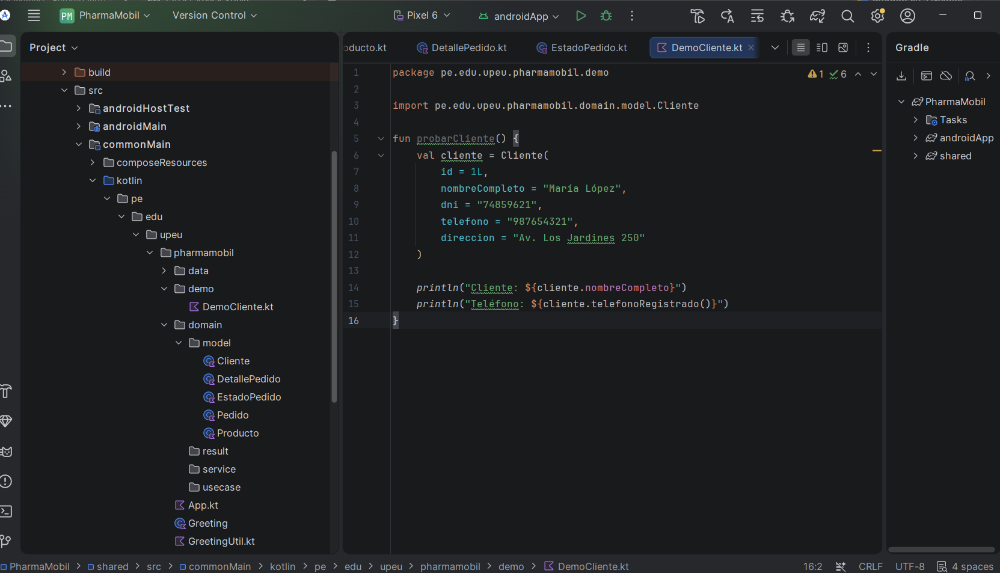 PM PharmaMobil Version Control Pixel 6 androidApp
Project
build
src
androidHostTest
androidMain
commonMain
composeResources
kotlin
pe
edu
upeu
pharmamobil
data
demo
DemoCliente.kt
domain
model
Cliente
DetallePedido
EstadoPedido
Pedido
Producto
result
service
usecase
App.kt
Greeting
GreetingUtil.kt
oducto.kt DetallePedido.kt EstadoPedido.kt DemoCliente.kt
1 package pe.edu.upeu.pharmamobil.demo
1 6
2
3 import pe.edu.upeu.pharmamobil.domain.model.Cliente
4
5 fun probarCliente() {
6 val cliente = Cliente(
7 id = 1L,
8 nombreCompleto = "María López",
9 dni = "74859621",
10 telefono = "987654321",
11 direccion = "Av. Los Jardines 250"
12 )
13
14 println("Cliente: ${cliente.nombreCompleto}")
15 println("Teléfono: ${cliente.telefonoRegistrado()}")
16 }
Gradle
PharmaMobil
Tasks
androidApp
shared
PharmaMobil shared src commonMain kotlin pe edu upeu pharmamobil demo DemoCliente.kt 16:2 CRLF UTF-8 4 spaces